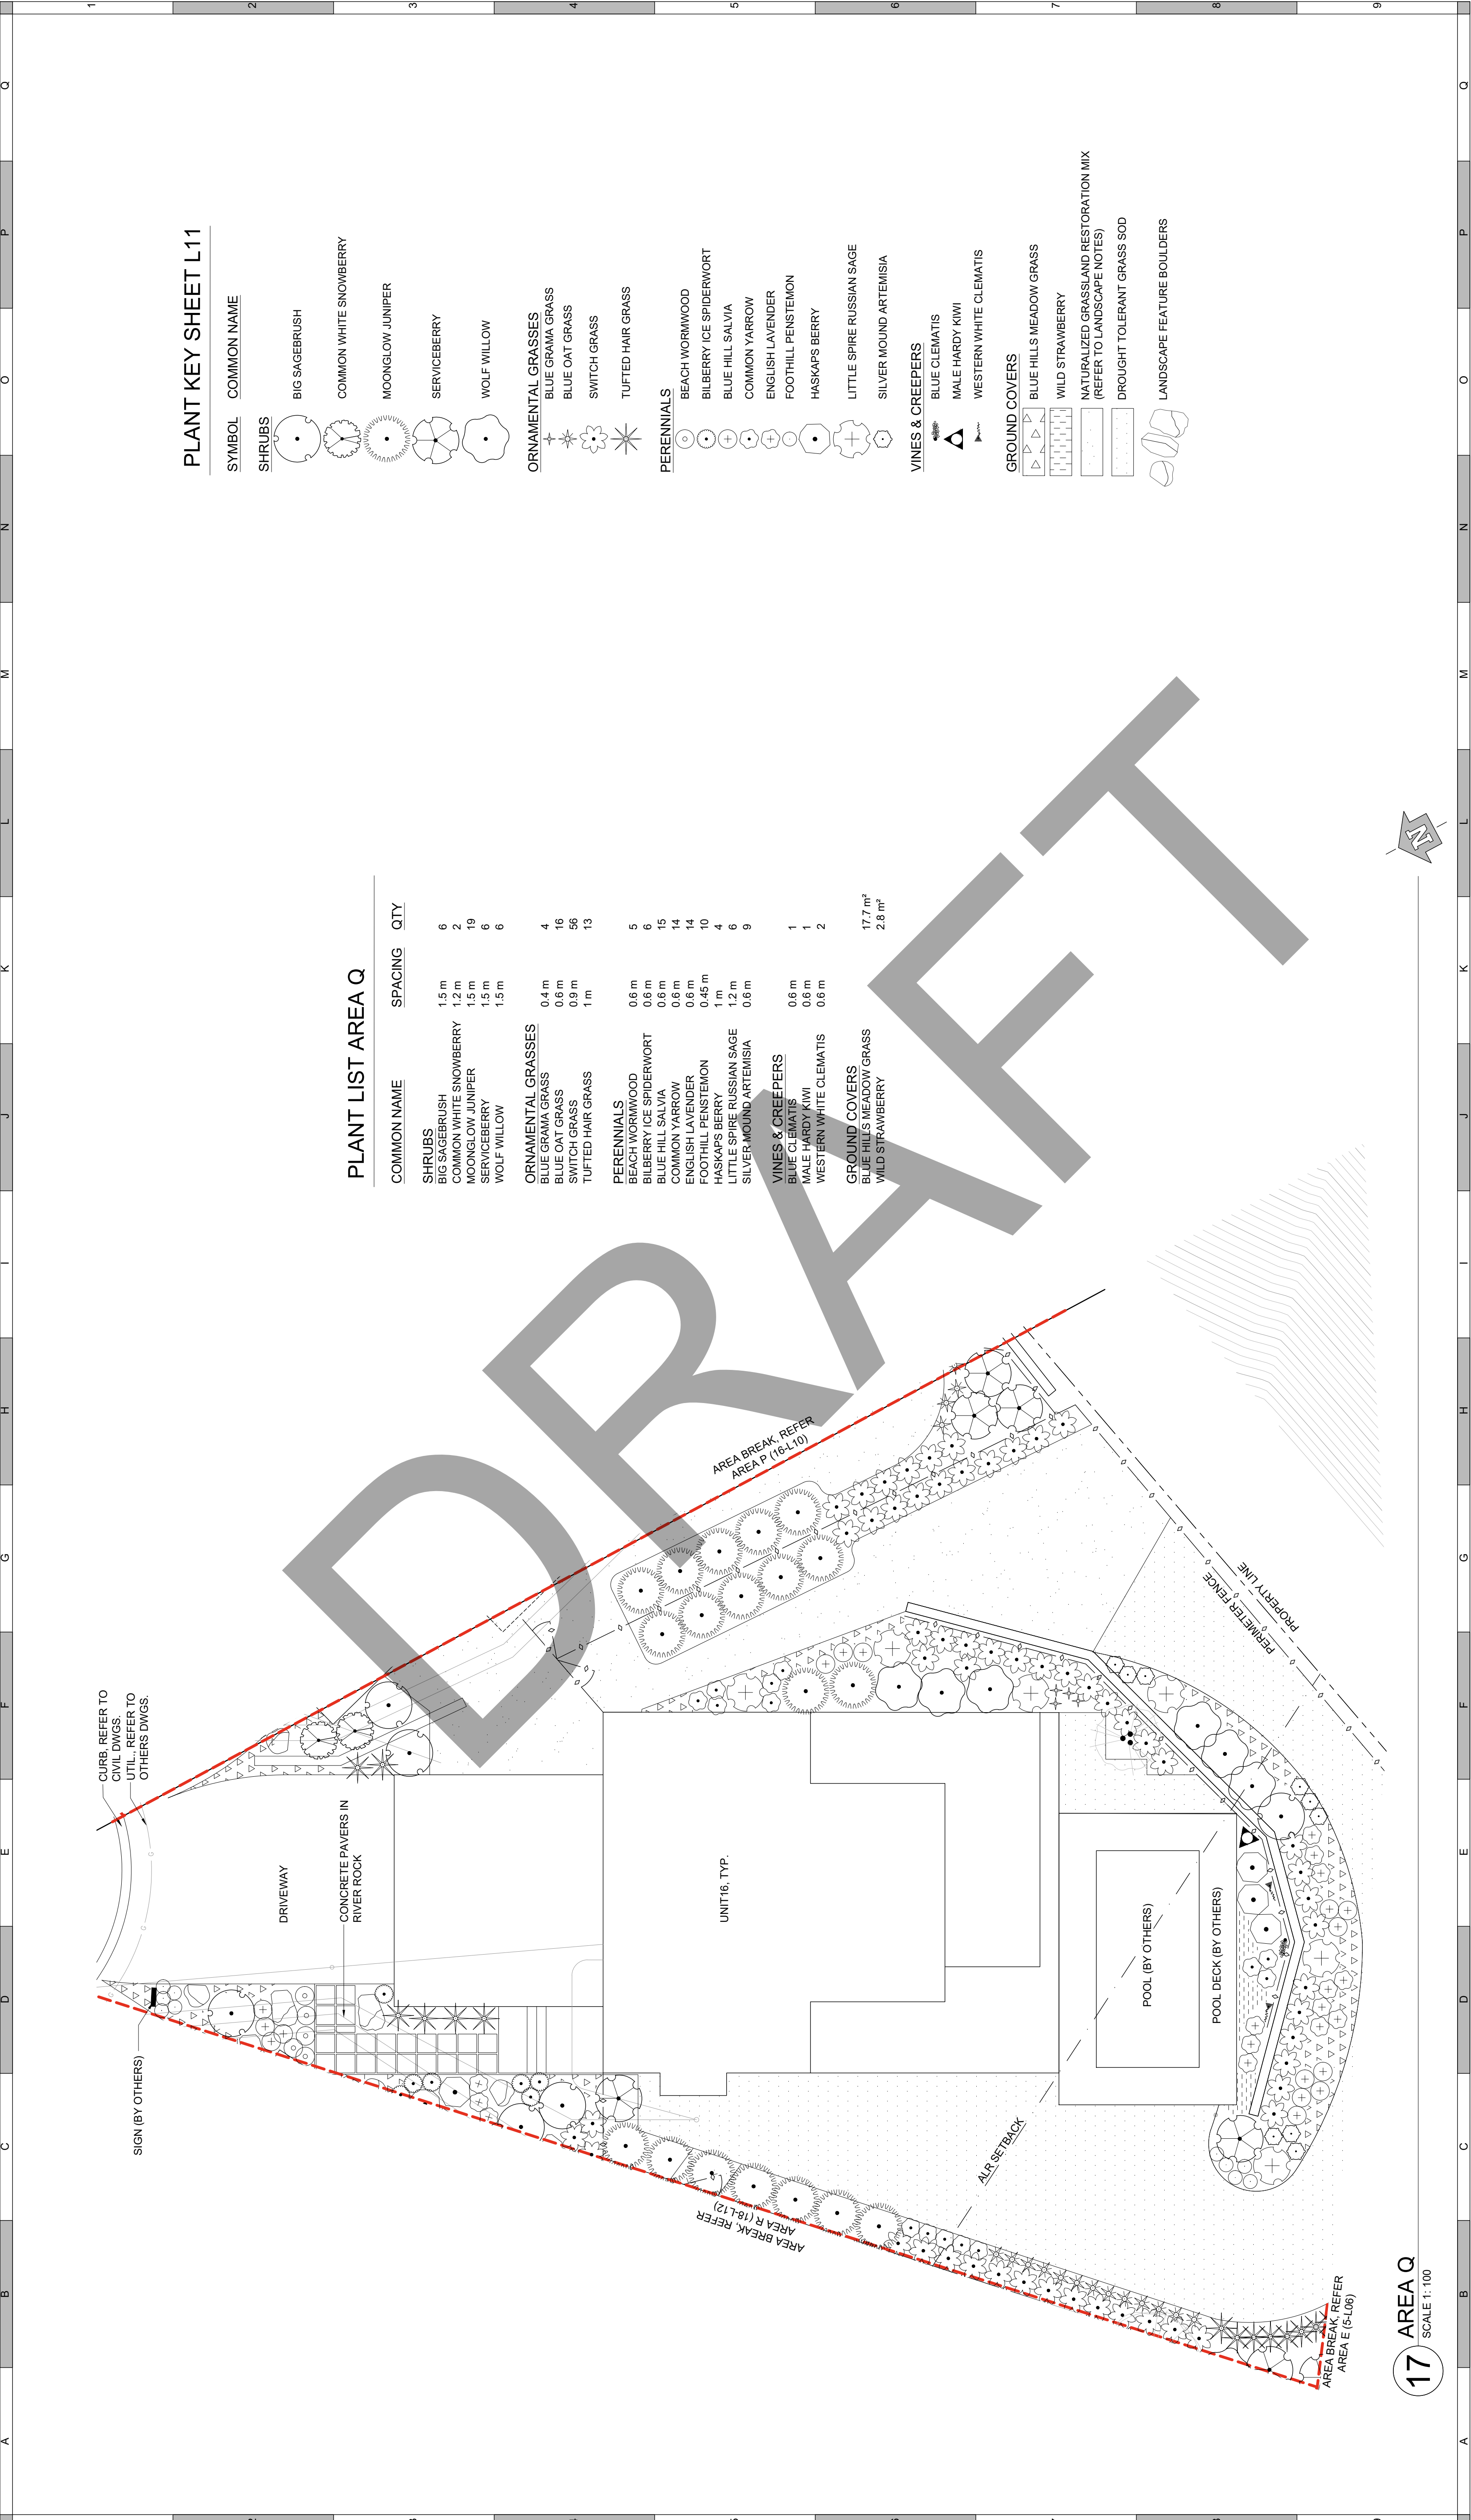 A B C D E F G H I J K L M N O P Q
1
2
3
4
5
6
7
8
9
PLANT KEY SHEET L11
SYMBOL COMMON NAME
SHRUBS
BIG SAGEBRUSH
COMMON WHITE SNOWBERRY
MOONGLOW JUNIPER
SERVICEBERRY
WOLF WILLOW
ORNAMENTAL GRASSES
BLUE GRAMA GRASS
BLUE OAT GRASS
SWITCH GRASS
TUFTED HAIR GRASS
PERENNIALS
BEACH WORMWOOD
BILBERRY ICE SPIDERWORT
BLUE HILL SALVIA
COMMON YARROW
ENGLISH LAVENDER
FOOTHILL PENSTEMON
HASKAPS BERRY
LITTLE SPIRE RUSSIAN SAGE
SILVER MOUND ARTEMISIA
VINES & CREEPERS
BLUE CLEMATIS
MALE HARDY KIWI
WESTERN WHITE CLEMATIS
GROUND COVERS
BLUE HILLS MEADOW GRASS
WILD STRAWBERRY
NATURALIZED GRASSLAND RESTORATION MIX
(REFER TO LANDSCAPE NOTES)
DROUGHT TOLERANT GRASS SOD
LANDSCAPE FEATURE BOULDERS
PLANT LIST AREA Q
COMMON NAME SPACING QTY
SHRUBS
BIG SAGEBRUSH 1.5 m 6
COMMON WHITE SNOWBERRY 1.2 m 2
MOONGLOW JUNIPER 1.5 m 19
SERVICEBERRY 1.5 m 6
WOLF WILLOW 1.5 m 6
ORNAMENTAL GRASSES
BLUE GRAMA GRASS 0.4 m 4
BLUE OAT GRASS 0.6 m 16
SWITCH GRASS 0.9 m 56
TUFTED HAIR GRASS 1 m 13
PERENNIALS
BEACH WORMWOOD 0.6 m 5
BILBERRY ICE SPIDERWORT 0.6 m 6
BLUE HILL SALVIA 0.6 m 15
COMMON YARROW 0.6 m 14
ENGLISH LAVENDER 0.6 m 14
FOOTHILL PENSTEMON 0.45 m 10
HASKAPS BERRY 1 m 4
LITTLE SPIRE RUSSIAN SAGE 1.2 m 6
SILVER MOUND ARTEMISIA 0.6 m 9
VINES & CREEPERS
BLUE CLEMATIS 0.6 m 1
MALE HARDY KIWI 0.6 m 1
WESTERN WHITE CLEMATIS 0.6 m 2
GROUND COVERS
BLUE HILLS MEADOW GRASS 17.7 m²
WILD STRAWBERRY 2.8 m²
DRAFT
CURB, REFER TO
CIVIL DWGS.
UTIL., REFER TO
OTHERS DWGS.
SIGN (BY OTHERS)
DRIVEWAY
CONCRETE PAVERS IN
RIVER ROCK
UNIT16, TYP.
AREA BREAK, REFER
AREA P (16-L10)
AREA BREAK, REFER
AREA R (18-L12)
ALR SETBACK
POOL (BY OTHERS)
POOL DECK (BY OTHERS)
PERIMETER FENCE
PROPERTY LINE
AREA BREAK, REFER
AREA E (5-L06)
17
AREA Q
SCALE 1: 100
N
A B C D E F G H I J K L M N O P Q